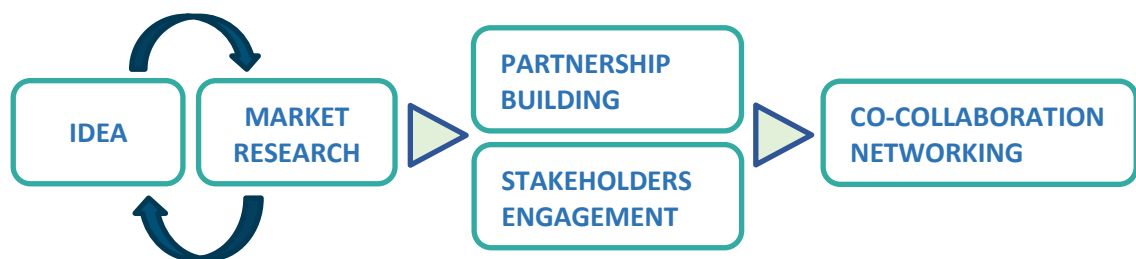 IDEA
MARKET
RESEARCH
PARTNERSHIP
BUILDING
STAKEHOLDERS
ENGAGEMENT
CO-COLLABORATION
NETWORKING